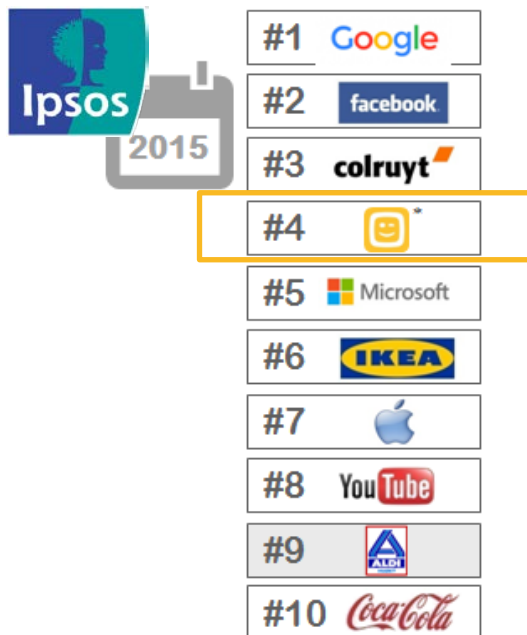 Ipsos
2015
#1 Google
#2 facebook
#3 colruyt
#4 *
#5 Microsoft
#6 IKEA
#7
#8 YouTube
#9 ALDI
#10 Coca-Cola